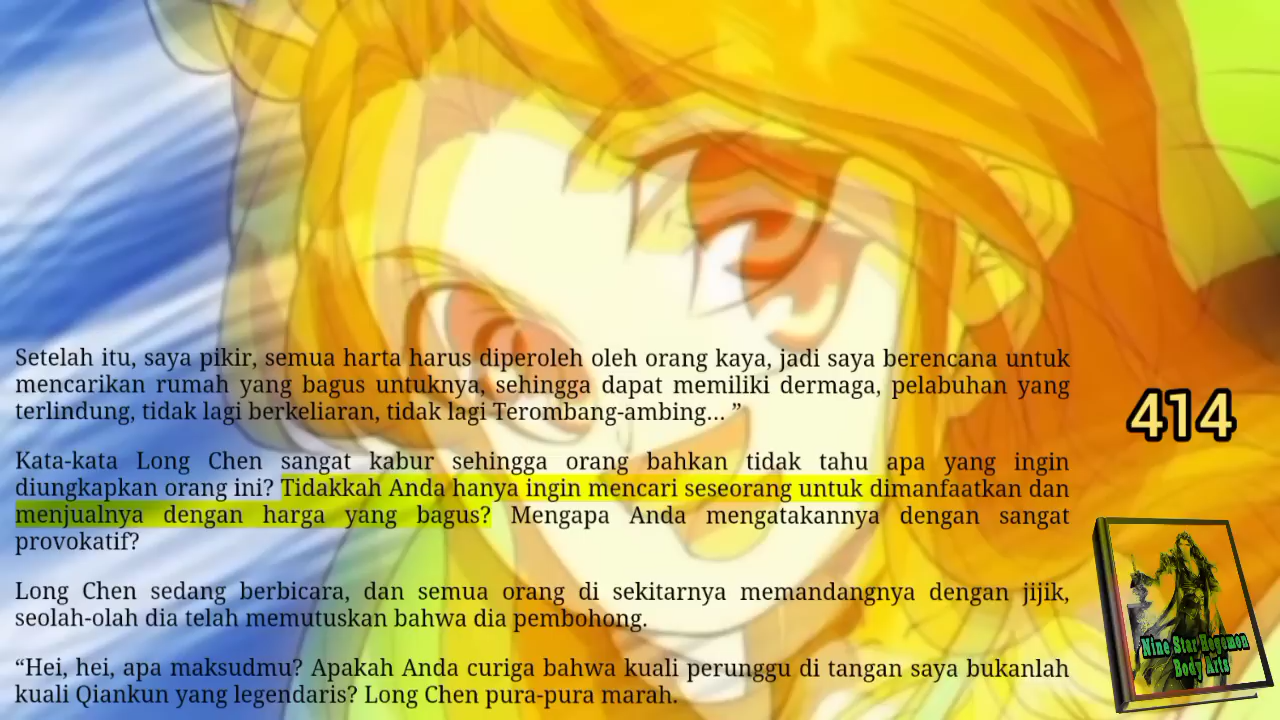 Setelah itu, saya pikir, semua harta harus diperoleh oleh orang kaya, jadi saya berencana untuk
mencarikan rumah yang bagus untuknya, sehingga dapat memiliki dermaga, pelabuhan yang
terlindung, tidak lagi berkeliaran, tidak lagi Terombang-ambing... ”
Kata-kata Long Chen sangat kabur sehingga orang bahkan tidak tahu apa yang ingin
diungkapkan orang ini? Tidakkah Anda hanya ingin mencari seseorang untuk dimanfaatkan dan
menjualnya dengan harga yang bagus? Mengapa Anda mengatakannya dengan sangat
provokatif?
Long Chen sedang berbicara, dan semua orang di sekitarnya memandangnya dengan jijik,
seolah-olah dia telah memutuskan bahwa dia pembohong.
“Hei, hei, apa maksudmu? Apakah Anda curiga bahwa kuali perunggu di tangan saya bukanlah
kuali Qiankun yang legendaris? Long Chen pura-pura marah.
414
Nine Star Hegemon
Body Arts